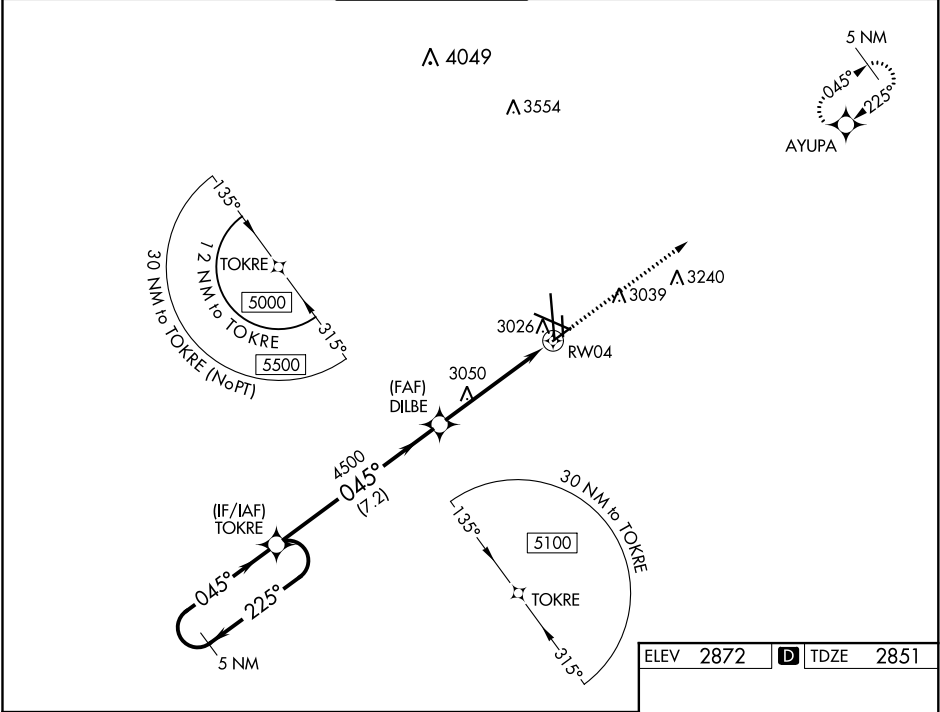 4049
5 NM
3554
045°
225°
AYUPA
135°
TOKRE
12 NM to TOKRE
5000
30 NM to TOKRE (NoPT)
5500
315°
3240
3039
3026
RW04
3050
(FAF)
DILBE
4500
045°
(7.2)
(IF/IAF)
TOKRE
045°
225°
5 NM
30 NM to TOKRE
135°
5100
TOKRE
315°
ELEV 2872 D TDZE 2851